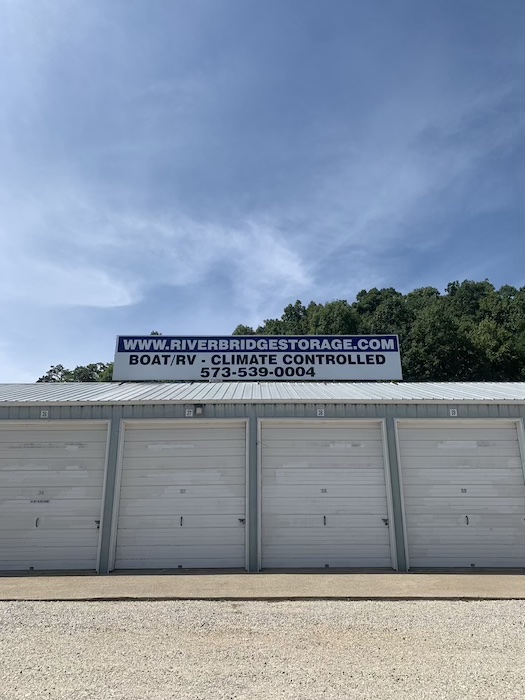 WWW.RIVERBRIDGESTORAGE.COM
BOAT/RV - CLIMATE CONTROLLED
573-539-0004